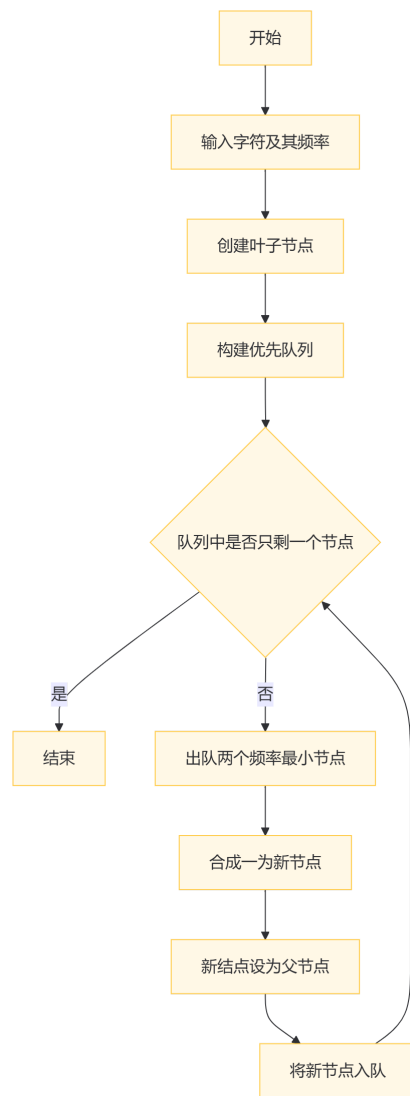 开始
输入字符及其频率
创建叶子节点
构建优先队列
队列中是否只剩一个节点
是
否
结束
出队两个频率最小节点
合成一为新节点
新结点设为父节点
将新节点入队